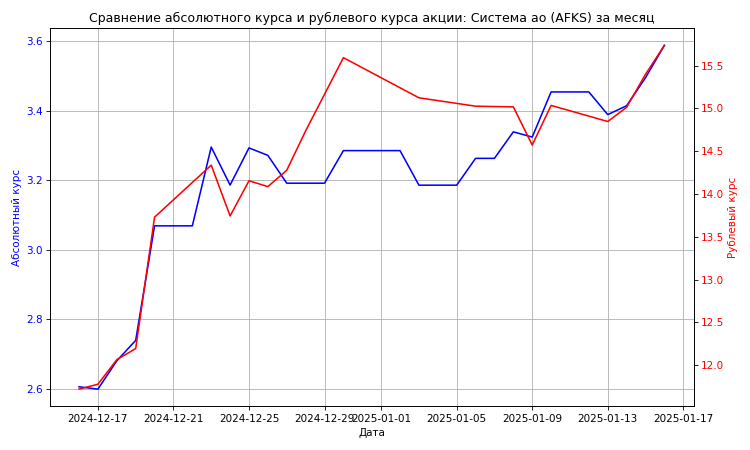 Сравнение абсолютного курса и рублевого курса акции: Система ао (AFKS) за месяц
Абсолютный курс
3.6
3.4
3.2
3.0
2.8
2.6
15.5
15.0
14.5
14.0
13.5
13.0
12.5
12.0
Рублевый курс
2024-12-17 2024-12-21 2024-12-25 2024-12-29 2025-01-01 2025-01-05 2025-01-09 2025-01-13 2025-01-17
Дата